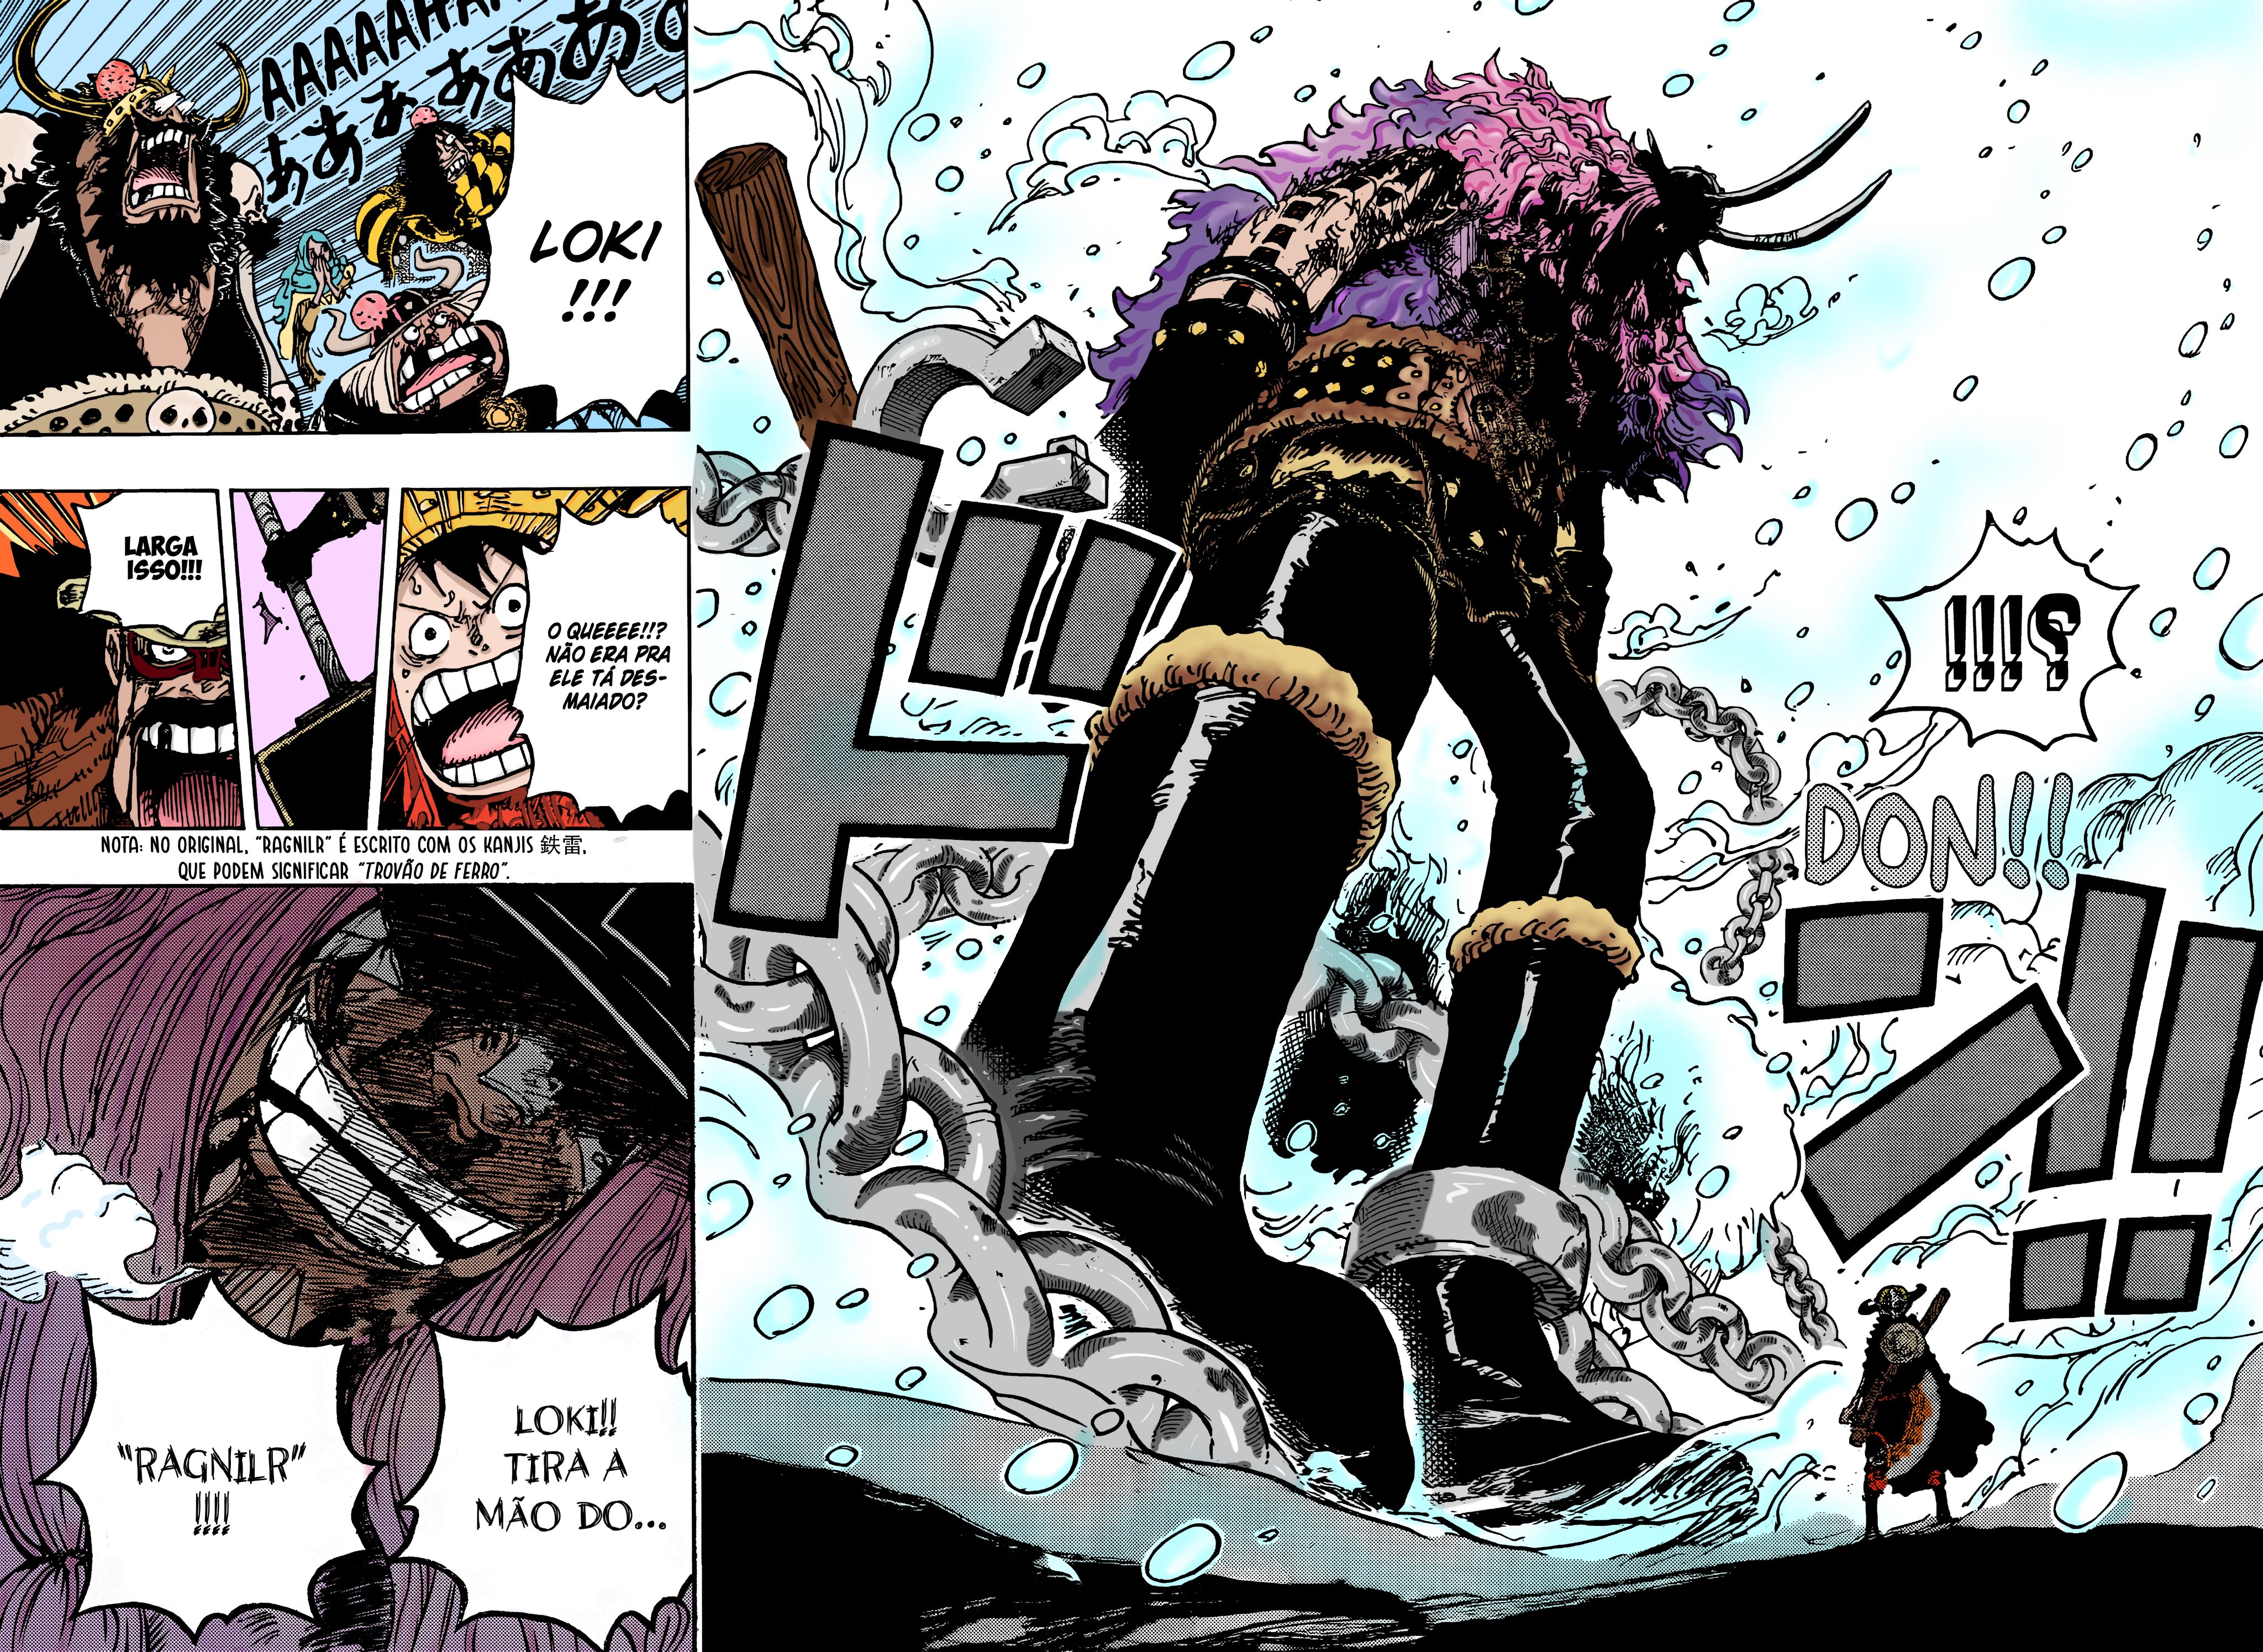 !!!?
DON!!
ドン!!
AAAAAHAA
あああああああ
LOKI
!!!
O QUEEEE!!?
NÃO ERA PRA
ELE TÁ DES-
MAIADO?
LARGA
ISSO!!!
NOTA: NO ORIGINAL, “RAGNILR” É ESCRITO COM OS KANJIS 鉄雷,
QUE PODEM SIGNIFICAR “TROVÃO DE FERRO”.
LOKI!!
TIRA A
MÃO DO...
“RAGNILR”
!!!!